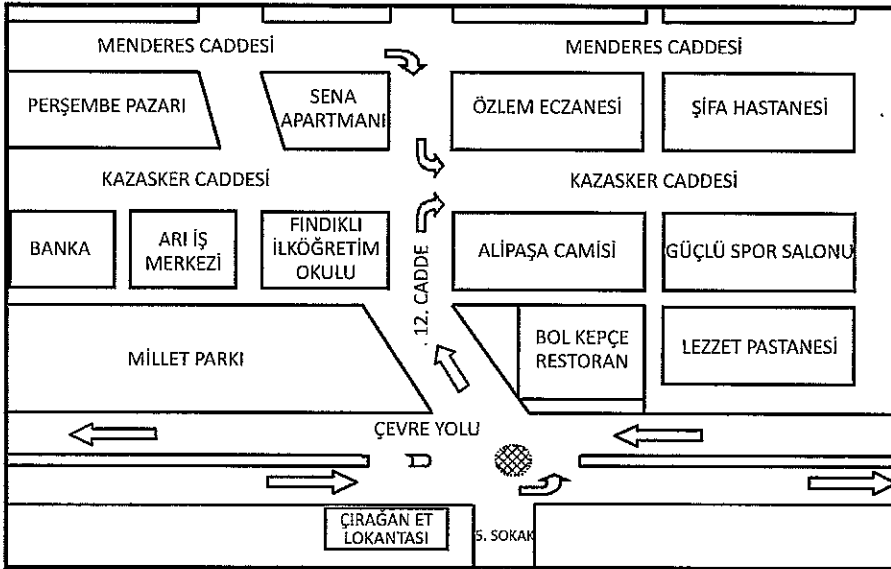 MENDERES CADDESİ
MENDERES CADDESİ
PERŞEMBE PAZARI
SENA
APARTMANI
ÖZLEM ECZANESİ
ŞİFA HASTANESİ
KAZASKER CADDESİ
KAZASKER CADDESİ
BANKA
ARI İŞ
MERKEZİ
FINDIKLI
İLKÖĞRETİM
OKULU
12. CADDE
ALİPAŞA CAMİSİ
GÜÇLÜ SPOR SALONU
MİLLET PARKI
BOL KEPÇE
RESTORAN
LEZZET PASTANESİ
ÇEVRE YOLU
ÇIRAĞAN ET
LOKANTASI
5. SOKAK